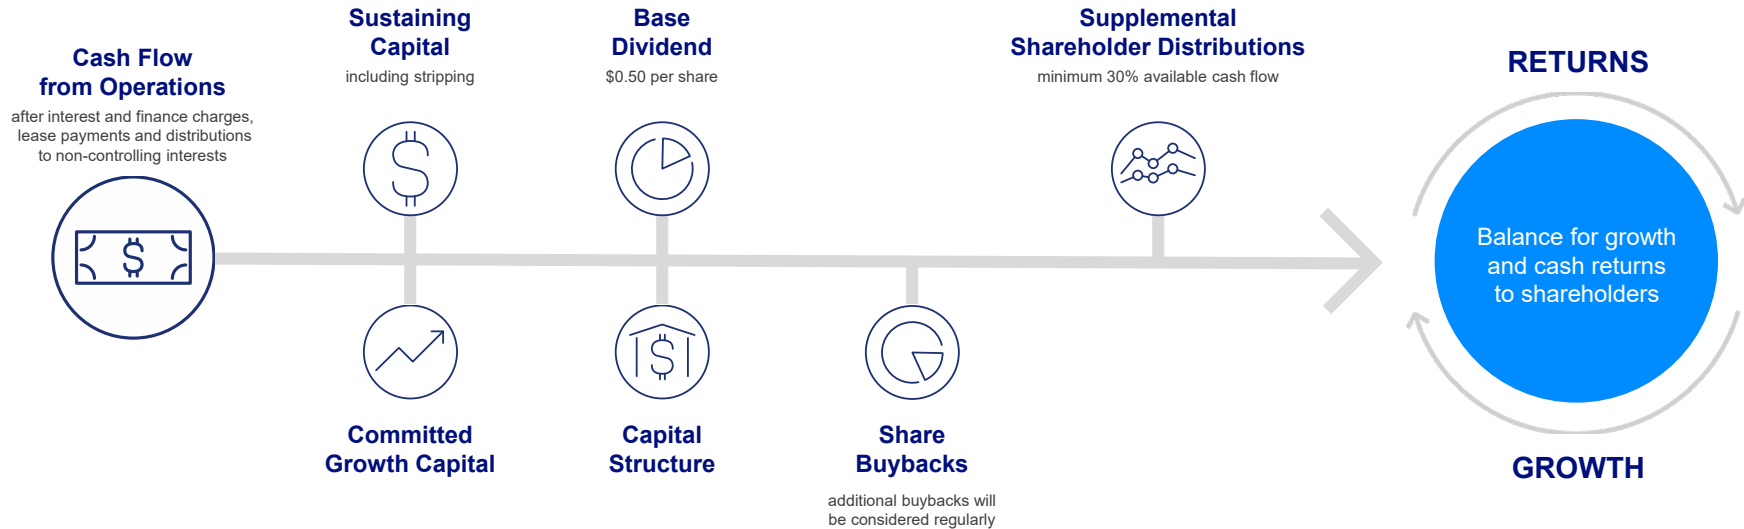 Cash Flow
from Operations
after interest and finance charges,
lease payments and distributions
to non-controlling interests
Sustaining
Capital
including stripping
Committed
Growth Capital
Base
Dividend
$0.50 per share
Capital
Structure
Share
Buybacks
additional buybacks will
be considered regularly
Supplemental
Shareholder Distributions
minimum 30% available cash flow
RETURNS
Balance for growth
and cash returns
to shareholders
GROWTH